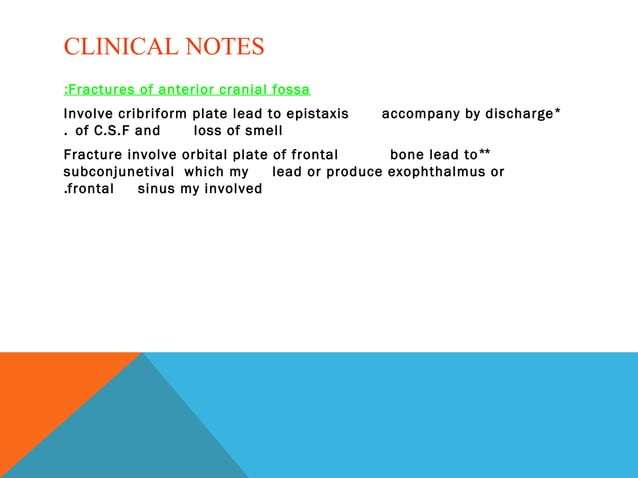 CLINICAL NOTES
:Fractures of anterior cranial fossa
Involve cribriform plate lead to epistaxis accompany by discharge*
. of C.S.F and loss of smell
Fracture involve orbital plate of frontal bone lead to**
subconjunetival which my lead or produce exophthalmus or
.frontal sinus my involved